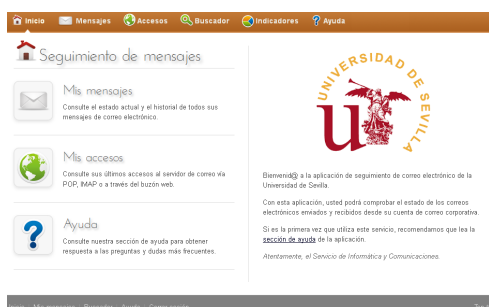 Inicio Mensajes Accesos Buscador Indicadores Ayuda
Seguimiento de mensajes
Mis mensajes
Consulte el estado actual y el historial de todos sus
mensajes de correo electrónico.
Mis accesos
Consulte sus últimos accesos al servidor de correo vía
POP, IMAP o a través del buzón web.
Ayuda
Consulte nuestra sección de ayuda para obtener
respuesta a las preguntas y dudas más frecuentes.
UNIVERSIDAD DE SEVILLA
Bienvenid@ a la aplicación de seguimiento de correo electrónico de la
Universidad de Sevilla.
Con esta aplicación, usted podrá comprobar el estado de los correos
electrónicos enviados y recibidos desde su cuenta de correo corporativa.
Si es la primera vez que utiliza este servicio, recomendamos que lea la
sección de ayuda de la aplicación.
Atentamente, el Servicio de Informática y Comunicaciones.
Inicio Mis mensajes Buscador Ayuda